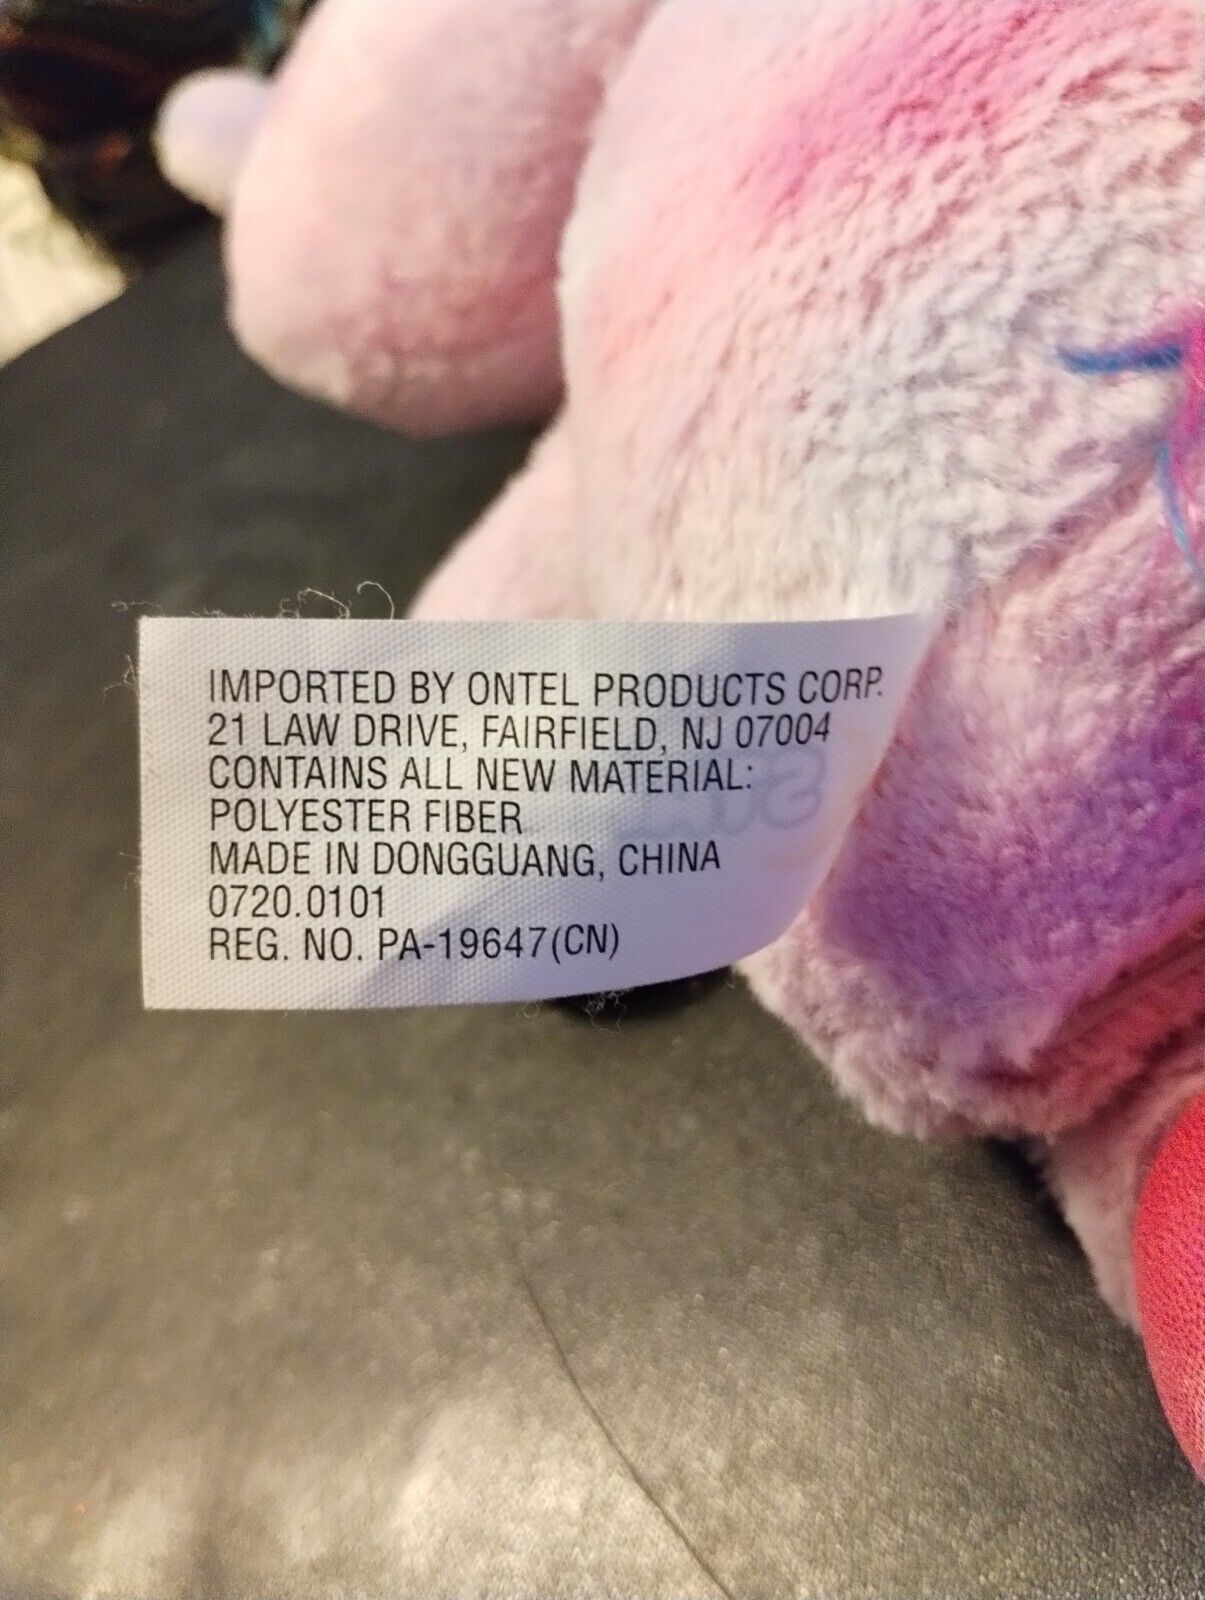 IMPORTED BY ONTEL PRODUCTS CORP.
21 LAW DRIVE, FAIRFIELD, NJ 07004
CONTAINS ALL NEW MATERIAL:
POLYESTER FIBER
MADE IN DONGGUANG, CHINA
0720.0101
REG. NO. PA-19647(CN)